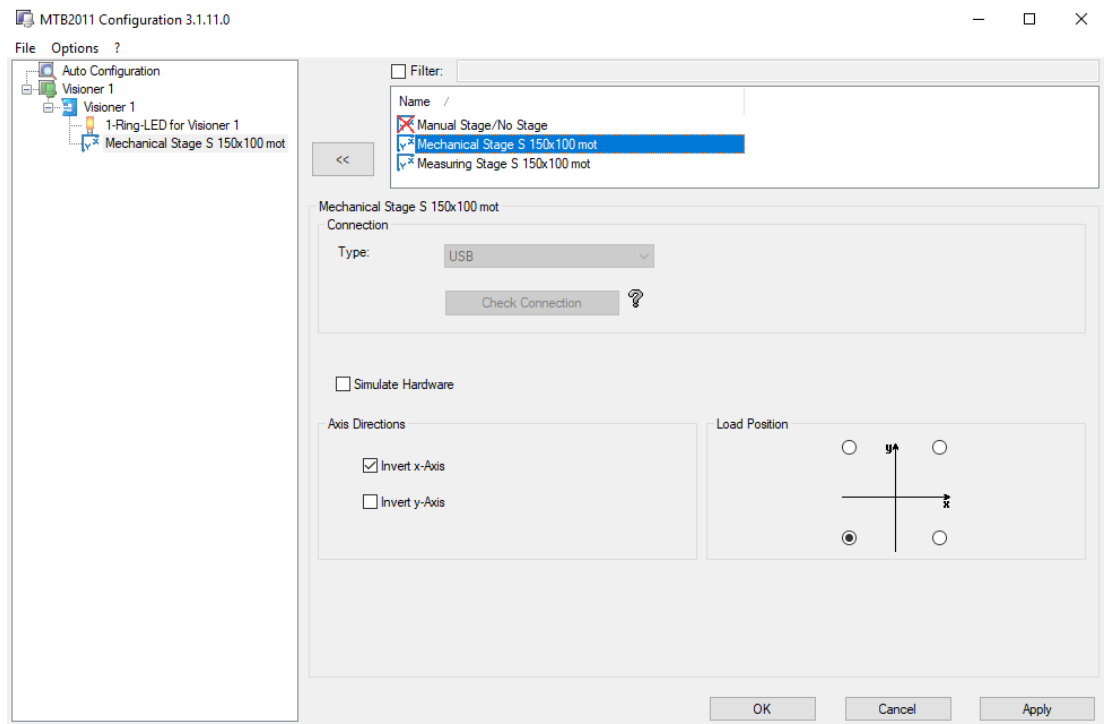 MTB2011 Configuration 3.1.11.0
File Options ?
Auto Configuration
Visioner 1
Visioner 1
1-Ring-LED for Visioner 1
Mechanical Stage S 150x100 mot
Filter:
<<
Name /
Manual Stage/No Stage
Mechanical Stage S 150x100 mot
Measuring Stage S 150x100 mot
Mechanical Stage S 150x100 mot
Connection
Type:
USB
Check Connection
?
Simulate Hardware
Axis Directions
Invert x-Axis
Invert y-Axis
Load Position
y
x
OK Cancel Apply